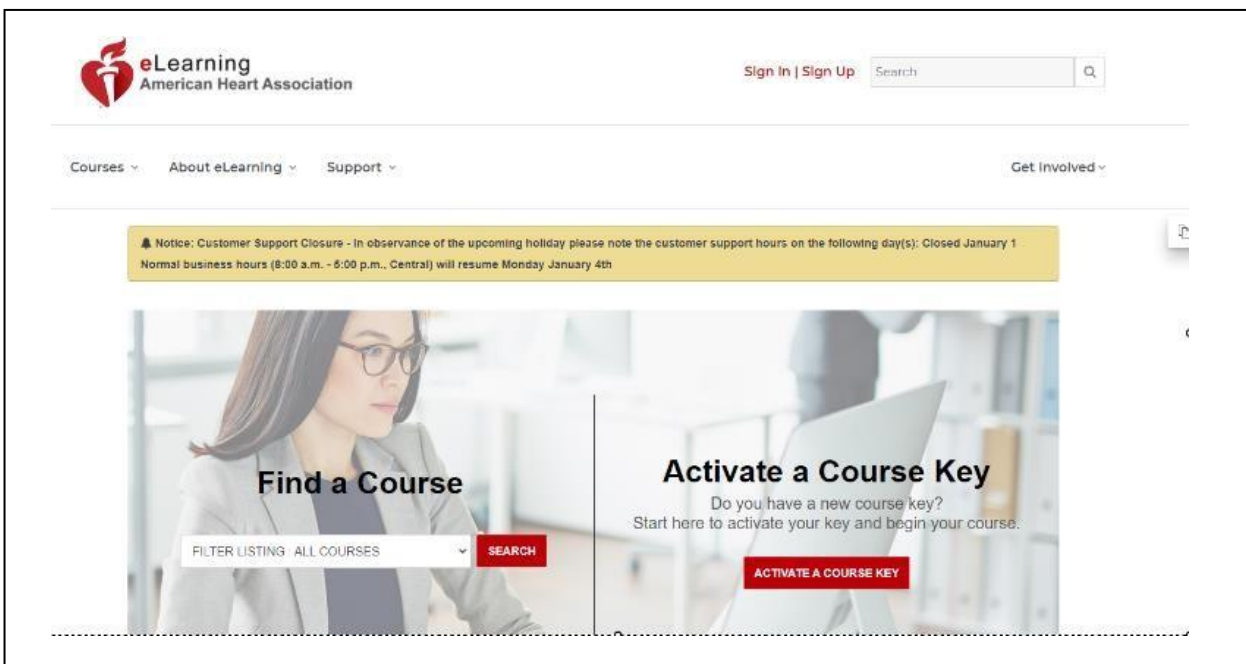 eLearning
American Heart Association
Sign In | Sign Up
Search
Courses
About eLearning
Support
Get Involved
Notice: Customer Support Closure - In observance of the upcoming holiday please note the customer support hours on the following day(s): Closed January 1
Normal business hours (8:00 a.m. - 5:00 p.m., Central) will resume Monday January 4th
Find a Course
FILTER LISTING ALL COURSES
SEARCH
Activate a Course Key
Do you have a new course key?
Start here to activate your key and begin your course.
ACTIVATE A COURSE KEY